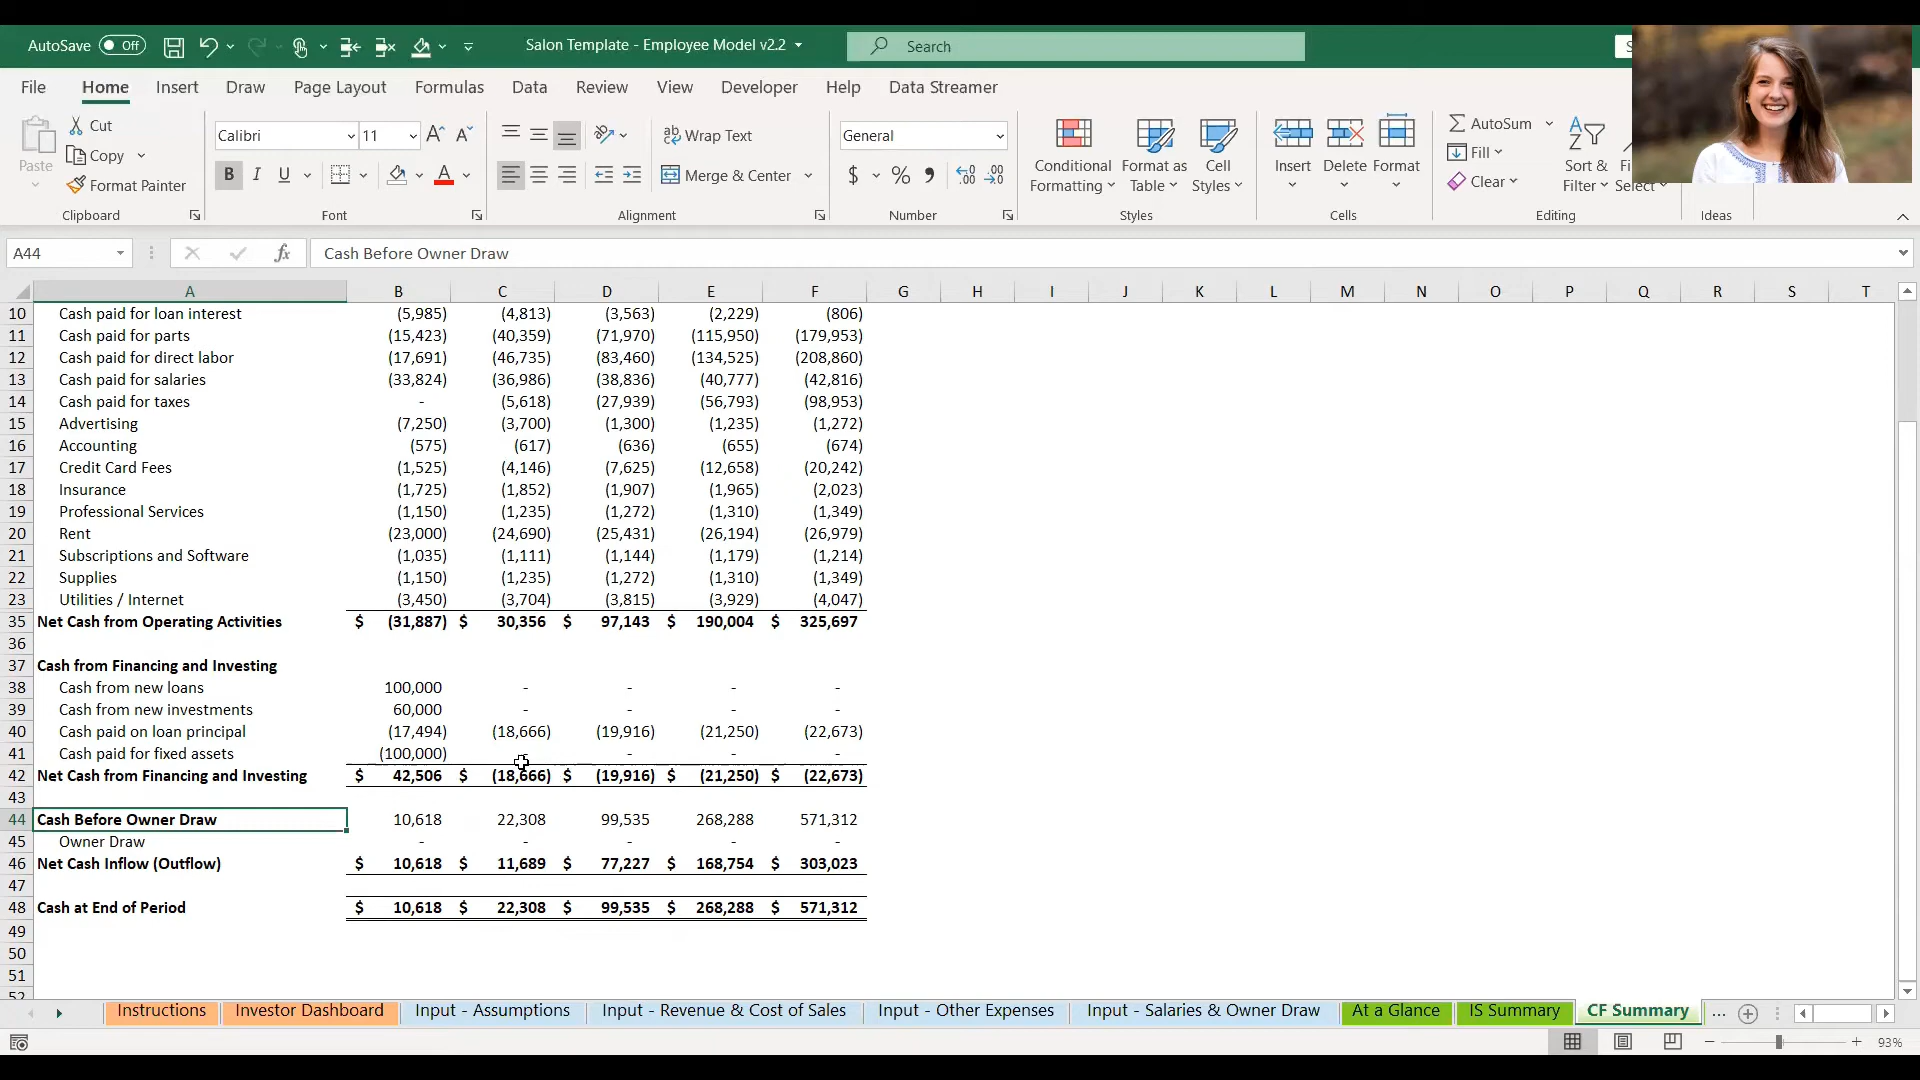 AutoSave Off Salon Template - Employee Model v2.2 Search
File Home Insert Draw Page Layout Formulas Data Review View Developer Help Data Streamer
Paste Cut Copy Format Painter Clipboard
Calibri 11 B I U A Font
ab Wrap Text Merge & Center Alignment
General $ % 9 Number
Conditional Formatting Format as Table Cell Styles Styles
Insert Delete Format Cells
AutoSum Fill Clear Sort & Filter Select Editing
Ideas
A44 fx Cash Before Owner Draw
A B C D E F G H I J K L M N O P Q R S T
10 Cash paid for loan interest (5,985) (4,813) (3,563) (2,229) (806)
11 Cash paid for parts (15,423) (40,359) (71,970) (115,950) (179,953)
12 Cash paid for direct labor (17,691) (46,735) (83,460) (134,525) (208,860)
13 Cash paid for salaries (33,824) (36,986) (38,836) (40,777) (42,816)
14 Cash paid for taxes - (5,618) (27,939) (56,793) (98,953)
15 Advertising (7,250) (3,700) (1,300) (1,235) (1,272)
16 Accounting (575) (617) (636) (655) (674)
17 Credit Card Fees (1,525) (4,146) (7,625) (12,658) (20,242)
18 Insurance (1,725) (1,852) (1,907) (1,965) (2,023)
19 Professional Services (1,150) (1,235) (1,272) (1,310) (1,349)
20 Rent (23,000) (24,690) (25,431) (26,194) (26,979)
21 Subscriptions and Software (1,035) (1,111) (1,144) (1,179) (1,214)
22 Supplies (1,150) (1,235) (1,272) (1,310) (1,349)
23 Utilities / Internet (3,450) (3,704) (3,815) (3,929) (4,047)
35 Net Cash from Operating Activities $ (31,887) $ 30,356 $ 97,143 $ 190,004 $ 325,697
36
37 Cash from Financing and Investing
38 Cash from new loans 100,000 - - - -
39 Cash from new investments 60,000 - - - -
40 Cash paid on loan principal (17,494) (18,666) (19,916) (21,250) (22,673)
41 Cash paid for fixed assets (100,000) - - - -
42 Net Cash from Financing and Investing $ 42,506 $ (18,666) $ (19,916) $ (21,250) $ (22,673)
43
44 Cash Before Owner Draw 10,618 22,308 99,535 268,288 571,312
45 Owner Draw - - - - -
46 Net Cash Inflow (Outflow) $ 10,618 $ 11,689 $ 77,227 $ 168,754 $ 303,023
47
48 Cash at End of Period $ 10,618 $ 22,308 $ 99,535 $ 268,288 $ 571,312
49
50
51
52
Instructions Investor Dashboard Input - Assumptions Input - Revenue & Cost of Sales Input - Other Expenses Input - Salaries & Owner Draw At a Glance IS Summary CF Summary ...
93%